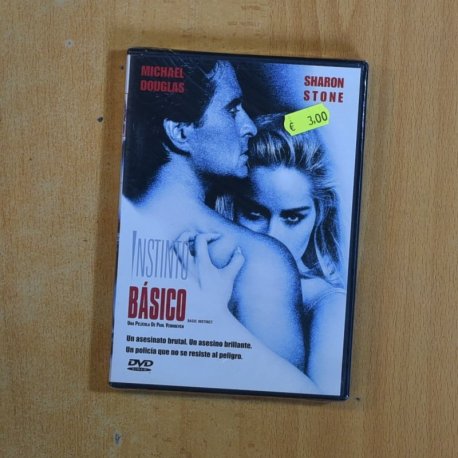 MICHAEL
DOUGLAS
SHARON
STONE
€ 3,00
INSTINTO
BÁSICO
BASIC INSTINCT
UNA PELÍCULA DE PAUL VERHOEVEN
Un asesinato brutal. Un asesino brillante.
Un policía que no se resiste al peligro.
DVD
VIDEO